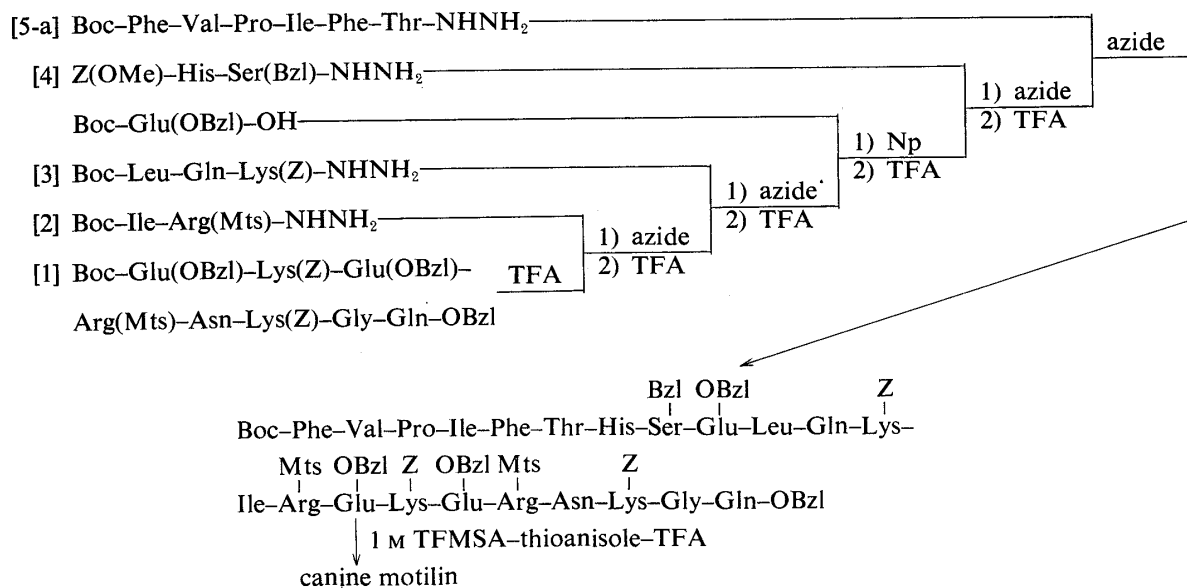 [5-a] Boc–Phe–Val–Pro–Ile–Phe–Thr–NHNH₂
azide
[4] Z(OMe)–His–Ser(Bzl)–NHNH₂
1) azide
2) TFA
Boc–Glu(OBzl)–OH
1) Np
2) TFA
[3] Boc–Leu–Gln–Lys(Z)–NHNH₂
1) azide
2) TFA
[2] Boc–Ile–Arg(Mts)–NHNH₂
1) azide
2) TFA
[1] Boc–Glu(OBzl)–Lys(Z)–Glu(OBzl)–
TFA
Arg(Mts)–Asn–Lys(Z)–Gly–Gln–OBzl
Bzl OBzl Z
Boc–Phe–Val–Pro–Ile–Phe–Thr–His–Ser–Glu–Leu–Gln–Lys–
Mts OBzl Z OBzl Mts Z
Ile–Arg–Glu–Lys–Glu–Arg–Asn–Lys–Gly–Gln–OBzl
1 M TFMSA–thioanisole–TFA
canine motilin